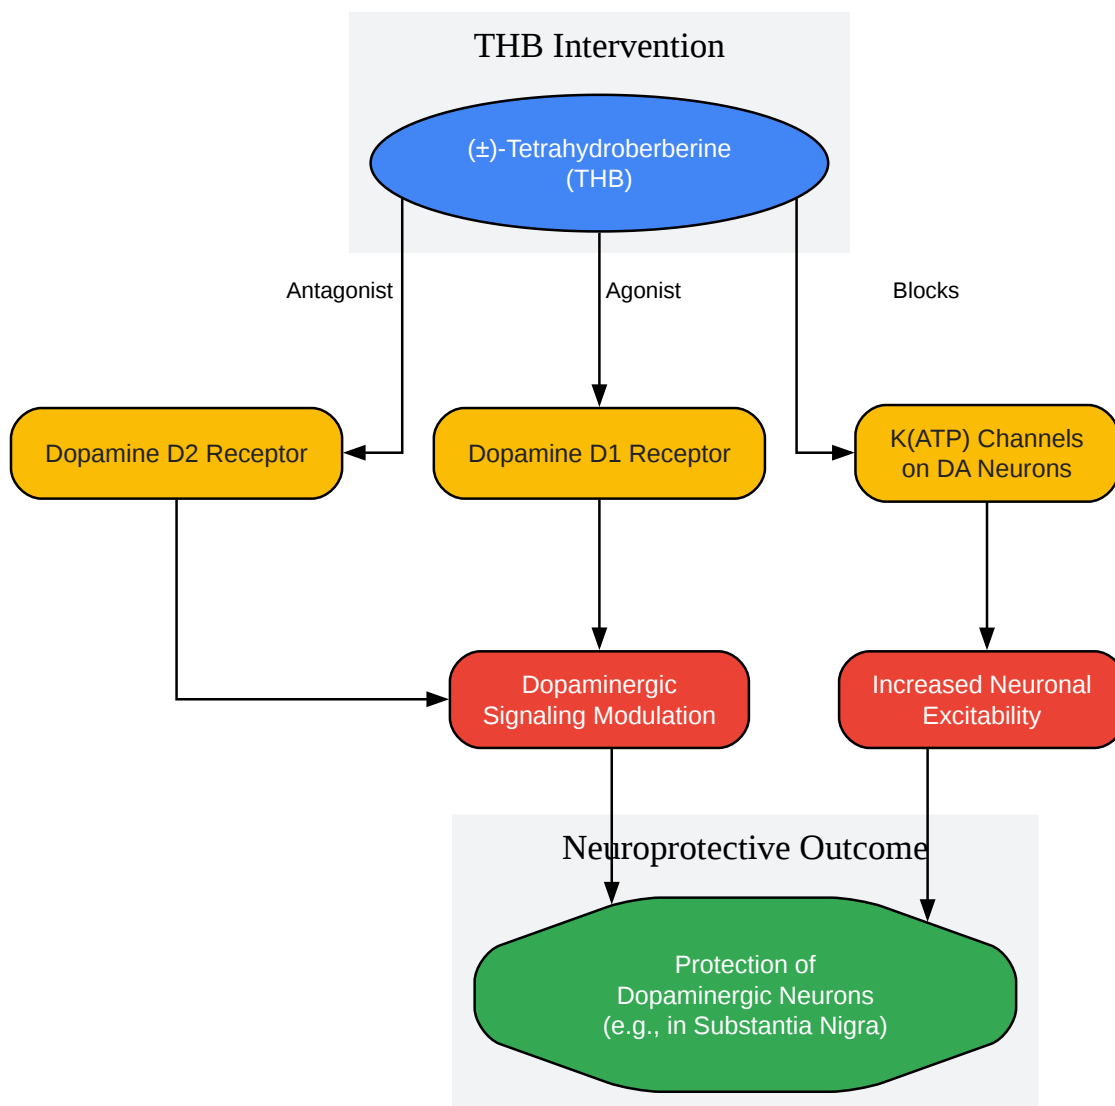 THB Intervention
(±)-Tetrahydroberberine
(THB)
Antagonist
Agonist
Blocks
Dopamine D2 Receptor
Dopamine D1 Receptor
K(ATP) Channels
on DA Neurons
Dopaminergic
Signaling Modulation
Increased Neuronal
Excitability
Neuroprotective Outcome
Protection of
Dopaminergic Neurons
(e.g., in Substantia Nigra)